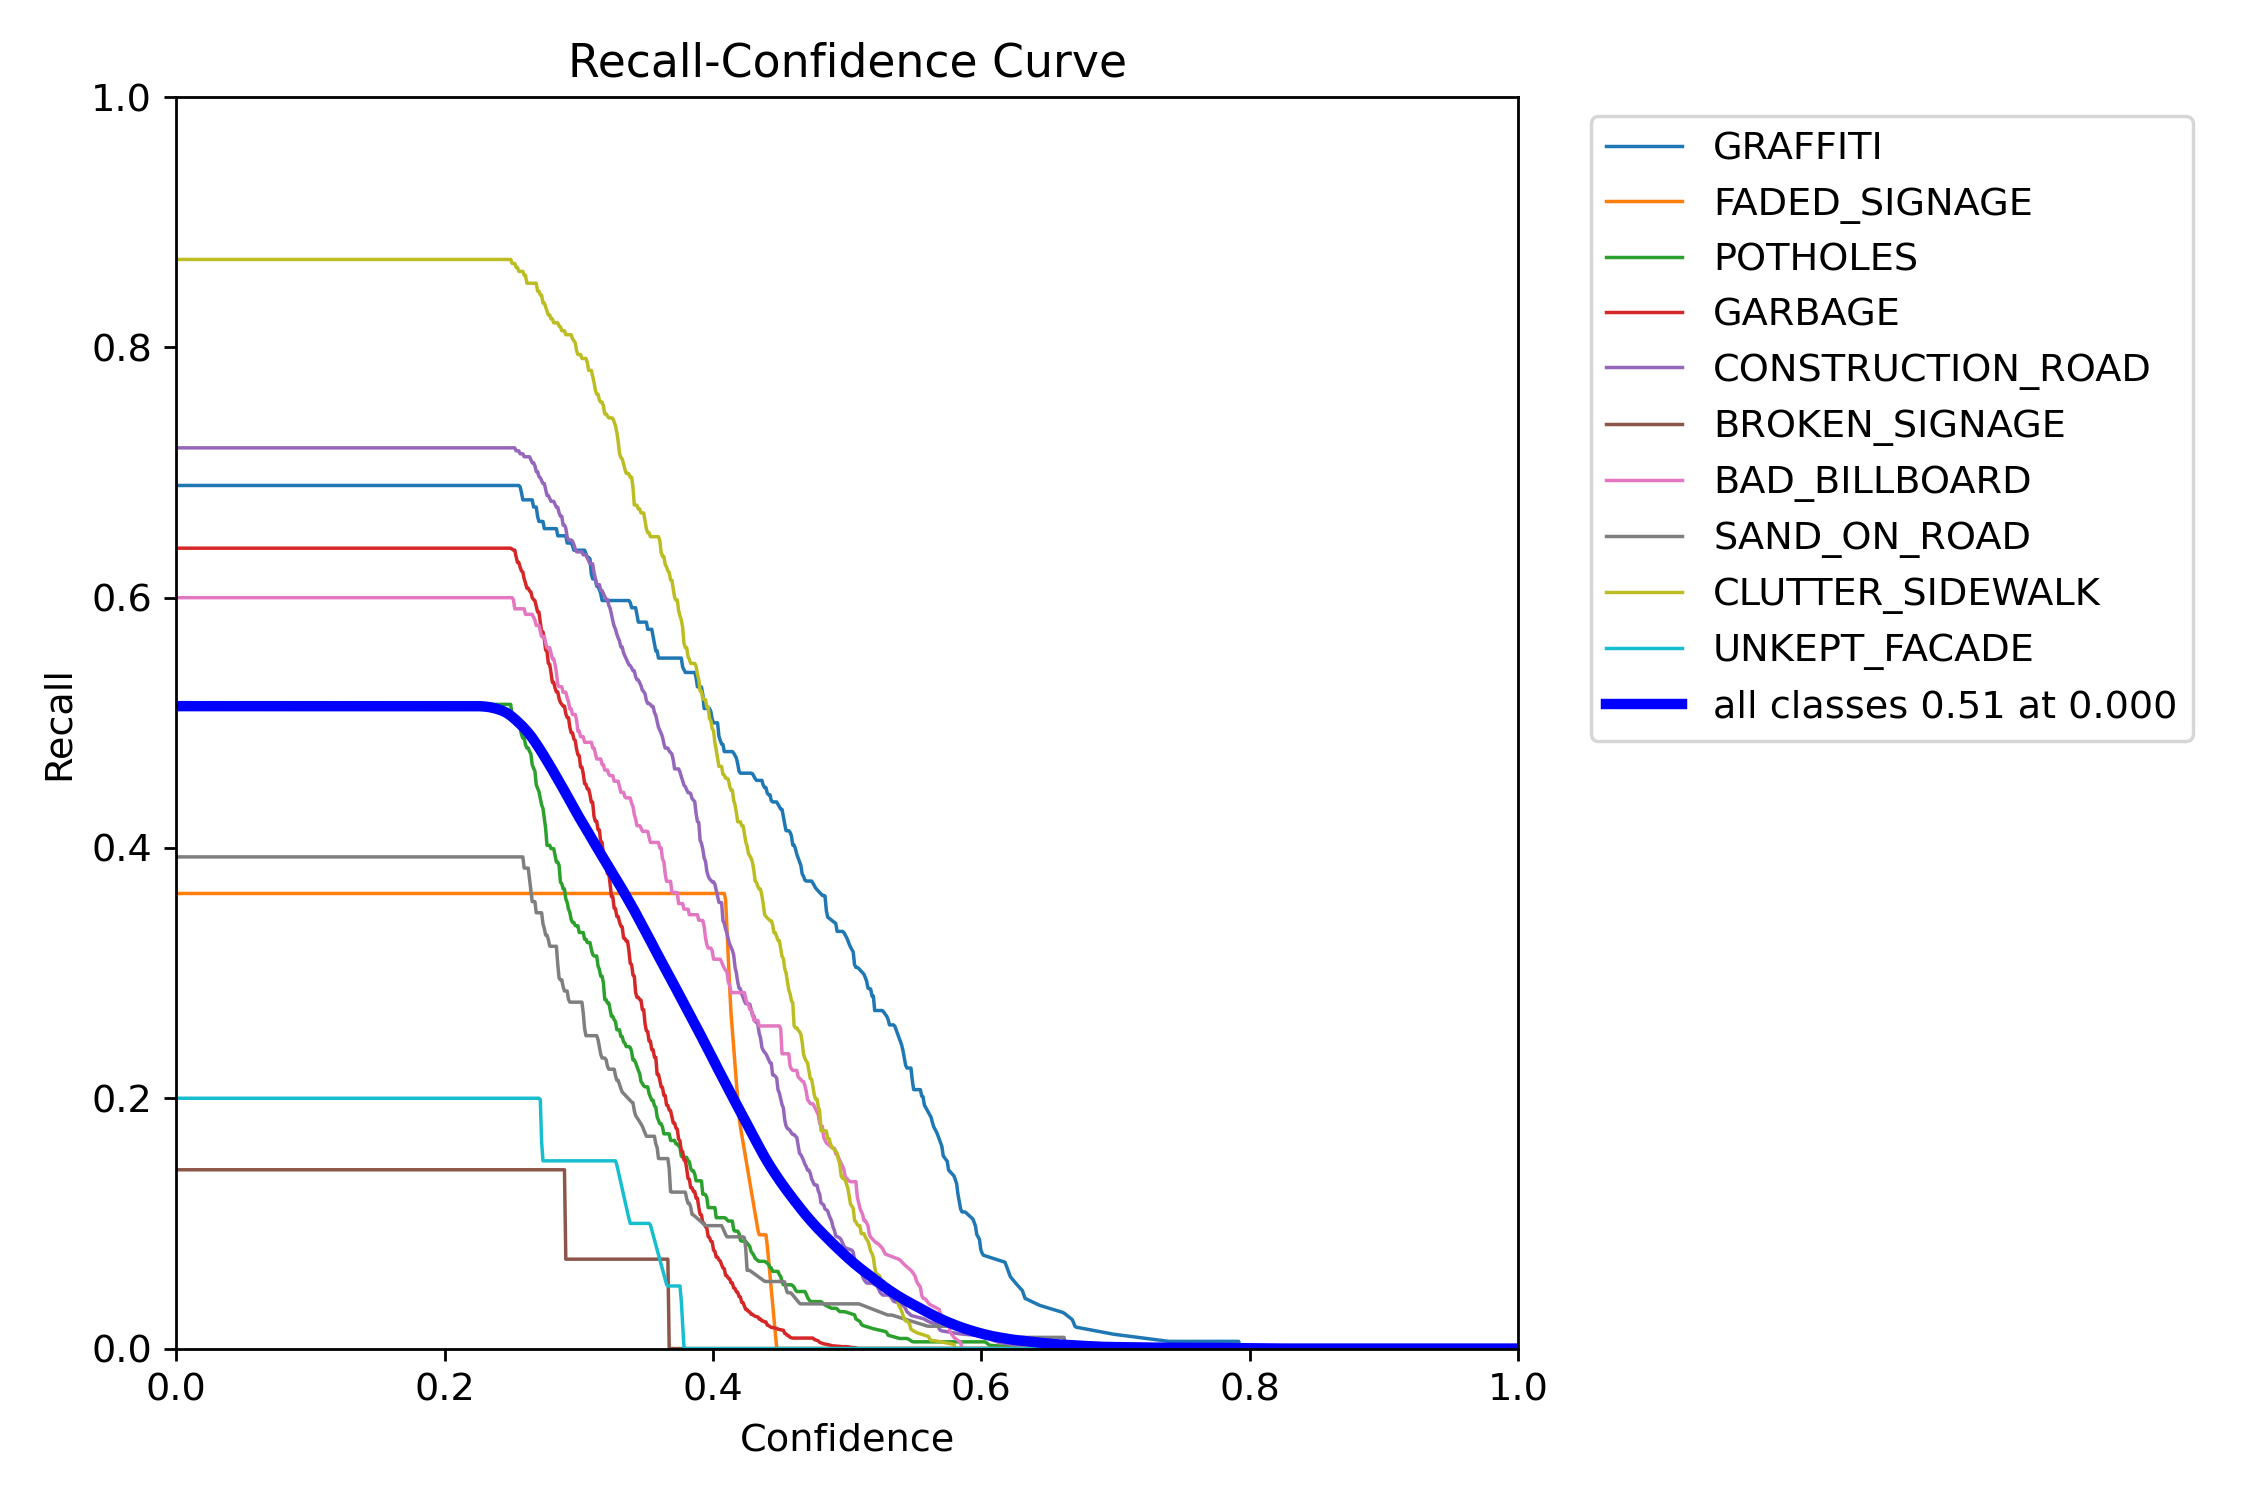 Recall-Confidence Curve
1.0
0.8
0.6
0.4
0.2
0.0
Recall
0.0 0.2 0.4 0.6 0.8 1.0
Confidence
GRAFFITI
FADED_SIGNAGE
POTHOLES
GARBAGE
CONSTRUCTION_ROAD
BROKEN_SIGNAGE
BAD_BILLBOARD
SAND_ON_ROAD
CLUTTER_SIDEWALK
UNKEPT_FACADE
all classes 0.51 at 0.000